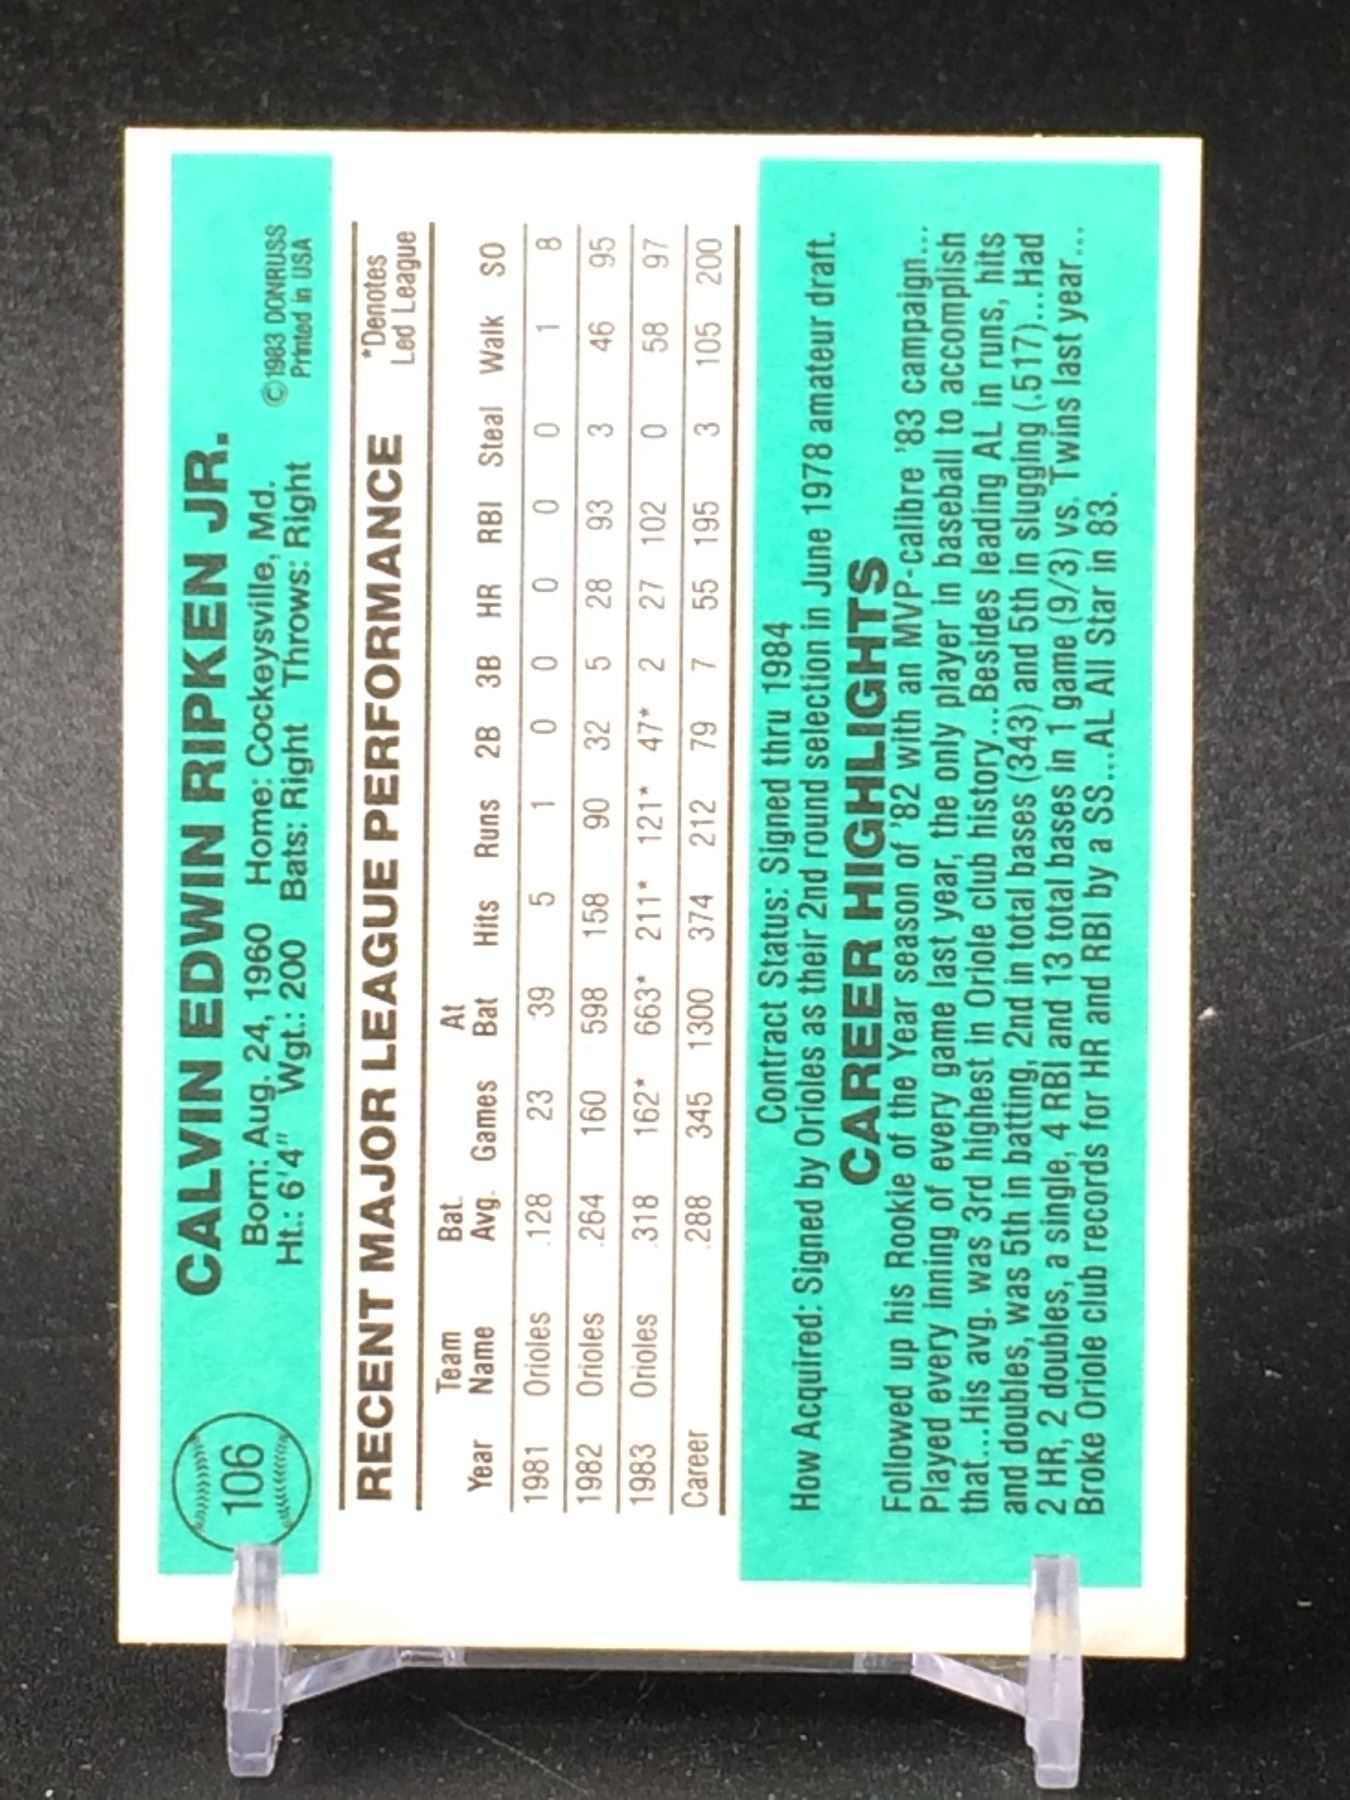 106
CALVIN EDWIN RIPKEN JR.
Born: Aug. 24, 1960 Home: Cockeysville, Md.
Ht.: 6'4" Wgt.: 200 Bats: Right Throws: Right
©1983 DONRUSS
Printed in USA
RECENT MAJOR LEAGUE PERFORMANCE
*Denotes
Led League
Year Team Name Bat. Avg. Games At Bat Hits Runs 2B 3B HR RBI Steal Walk SO
1981 Orioles .128 23 39 5 1 0 0 0 0 0 1 8
1982 Orioles .264 160 598 158 90 32 5 28 93 3 46 95
1983 Orioles .318 162* 663* 211* 121* 47* 2 27 102 0 58 97
Career .288 345 1300 374 212 79 7 55 195 3 105 200
Contract Status: Signed thru 1984
How Acquired: Signed by Orioles as their 2nd round selection in June 1978 amateur draft.
CAREER HIGHLIGHTS
Followed up his Rookie of the Year season of '82 with an MVP-calibre '83 campaign...
Played every inning of every game last year, the only player in baseball to accomplish
that...His avg. was 3rd highest in Oriole club history...Besides leading AL in runs, hits
and doubles, was 5th in batting, 2nd in total bases (343) and 5th in slugging (.517)...Had
2 HR, 2 doubles, a single, 4 RBI and 13 total bases in 1 game (9/3) vs. Twins last year...
Broke Oriole club records for HR and RBI by a SS...AL All Star in 83.